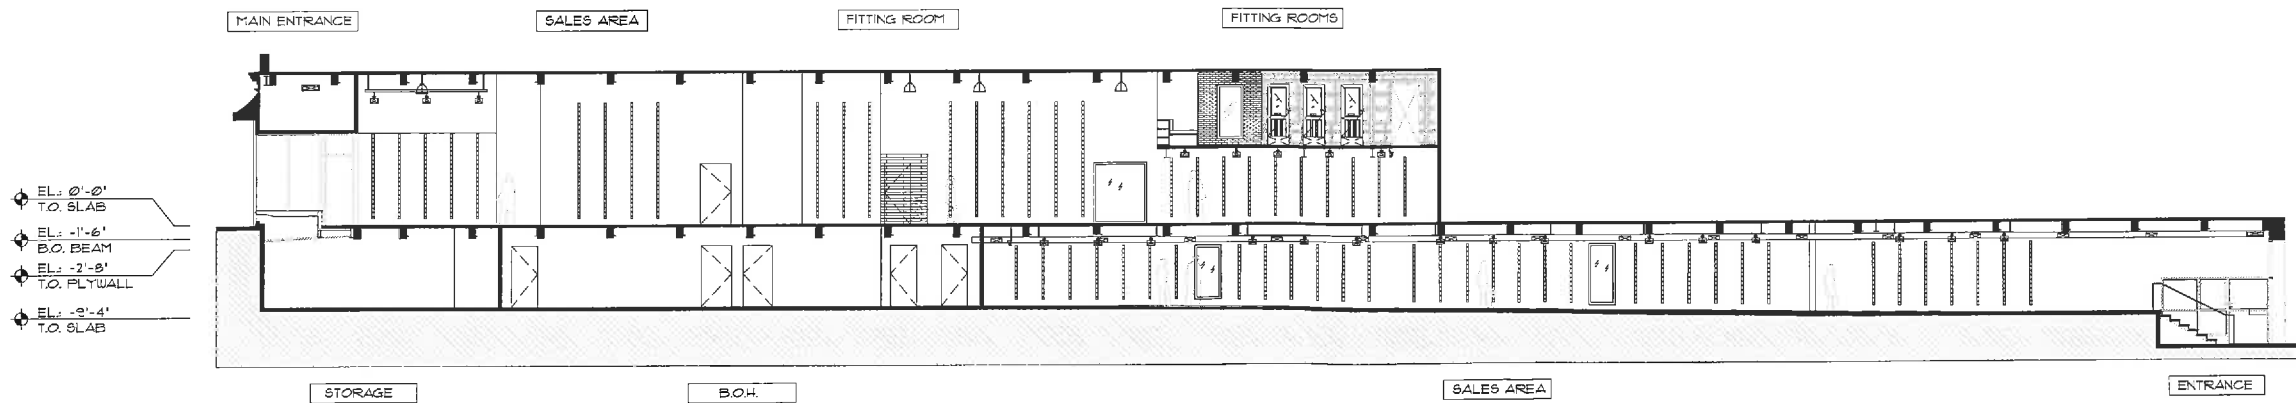 MAIN ENTRANCE
SALES AREA
FITTING ROOM
FITTING ROOMS
EL.: 0'-0"
T.O. SLAB
EL.: -1'-6"
B.O. BEAM
EL.: -2'-8"
T.O. PLYWALL
EL.: -9'-4"
T.O. SLAB
STORAGE
B.O.H.
SALES AREA
ENTRANCE